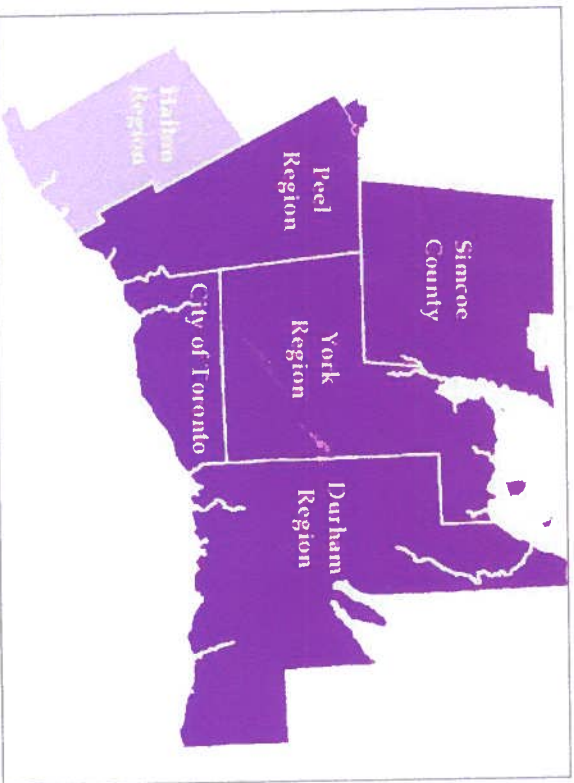 Simcoe
County
Peel
Region
York
Region
Durham
Region
City of Toronto
Halton
Region